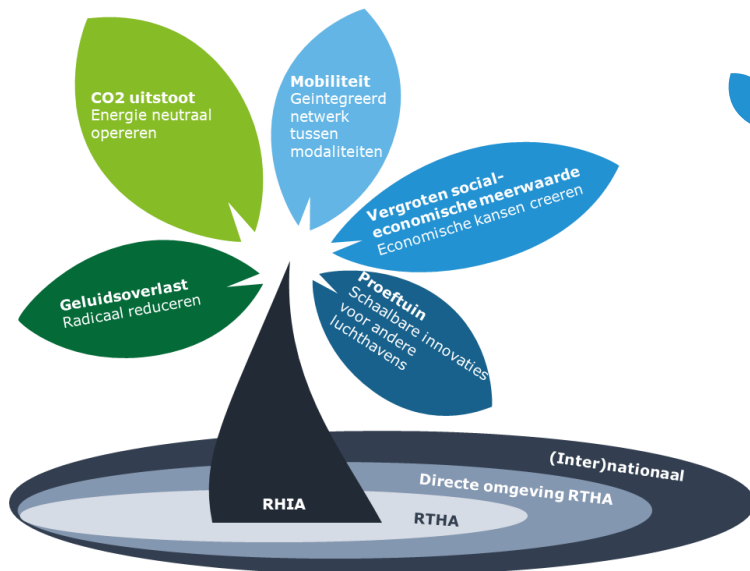 CO2 uitstoot
Energie neutraal
opereren
Mobiliteit
Geintegreerd
netwerk
tussen
modaliteiten
Vergroten social-
economische meerwaarde
Economische kansen creeren
Geluidsoverlast
Radicaal reduceren
Proeftuin
Schaalbare innovaties
voor andere
luchthavens
(Inter)nationaal
Directe omgeving RTHA
RHIA
RTHA